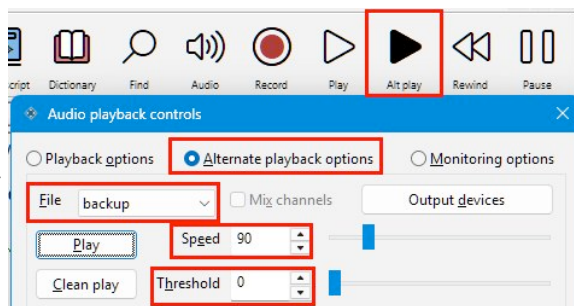 cript Dictionary Find Audio Record Play Alt play Rewind Pause
Audio playback controls
Playback options Alternate playback options Monitoring options
File backup Mix channels Output devices
Play Speed 90
Clean play Threshold 0